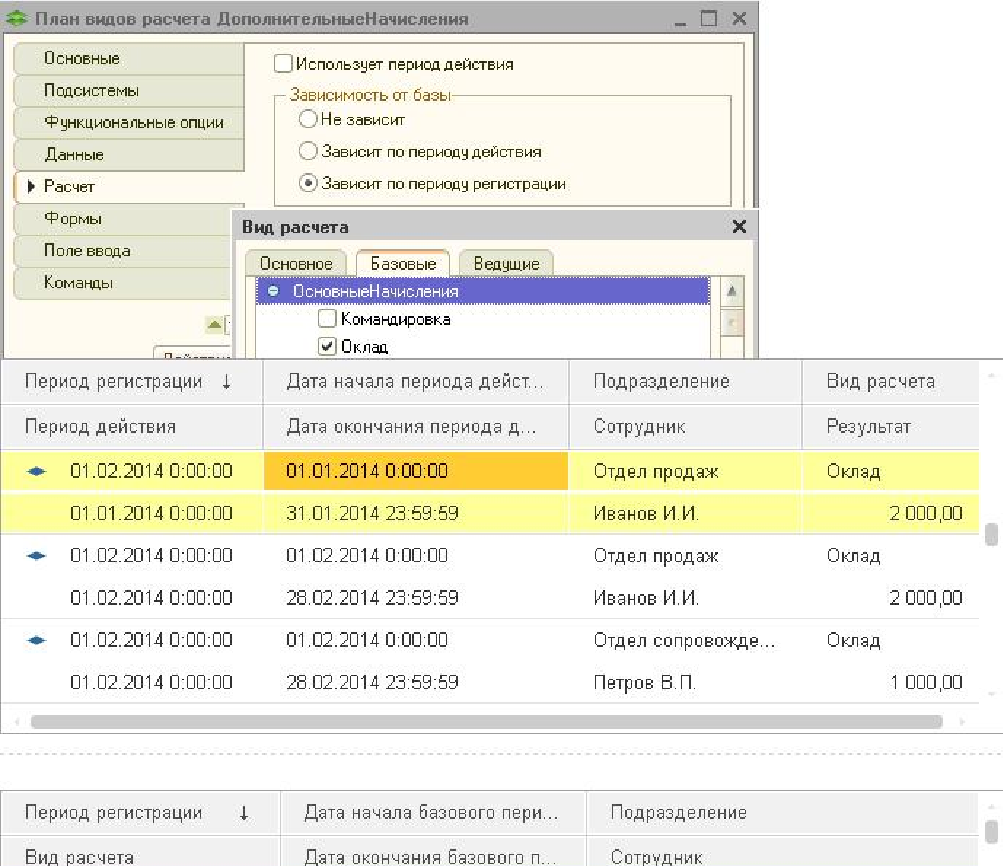 План видов расчета ДополнительныеНачисления
Основные
Подсистемы
Функциональные опции
Данные
Расчет
Формы
Поле ввода
Команды
Использует период действия
Зависимость от базы
Не зависит
Зависит по периоду действия
Зависит по периоду регистрации
Вид расчета
Основное Базовые Ведущие
ОсновныеНачисления
Командировка
Оклад
Период регистрации ↓ Дата начала периода дейст... Подразделение Вид расчета
Период действия Дата окончания периода д... Сотрудник Результат
01.02.2014 0:00:00 01.01.2014 0:00:00 Отдел продаж Оклад
01.01.2014 0:00:00 31.01.2014 23:59:59 Иванов И.И. 2 000,00
01.02.2014 0:00:00 01.02.2014 0:00:00 Отдел продаж Оклад
01.02.2014 0:00:00 28.02.2014 23:59:59 Иванов И.И. 2 000,00
01.02.2014 0:00:00 01.02.2014 0:00:00 Отдел сопровожде... Оклад
01.02.2014 0:00:00 28.02.2014 23:59:59 Петров В.П. 1 000,00
Период регистрации ↓ Дата начала базового пери... Подразделение
Вид расчета Дата окончания базового п... Сотрудник